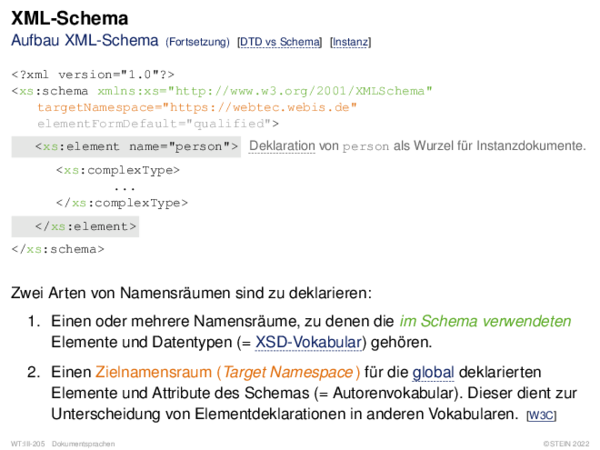 XML-Schema
Aufbau XML-Schema (Fortsetzung) [DTD vs Schema] [Instanz]
<?xml version="1.0"?>
<xs:schema xmlns:xs="http://www.w3.org/2001/XMLSchema"
targetNamespace="https://webtec.webis.de"
elementFormDefault="qualified">
<xs:element name="person"> Deklaration von person als Wurzel für Instanzdokumente.
<xs:complexType>
...
</xs:complexType>
</xs:element>
</xs:schema>
Zwei Arten von Namensräumen sind zu deklarieren:
1. Einen oder mehrere Namensräume, zu denen die im Schema verwendeten
Elemente und Datentypen (= XSD-Vokabular) gehören.
2. Einen Zielnamensraum (Target Namespace) für die global deklarierten
Elemente und Attribute des Schemas (= Autorenvokabular). Dieser dient zur
Unterscheidung von Elementdeklarationen in anderen Vokabularen. [W3C]
WT:III-205 Dokumentsprachen ©STEIN 2022